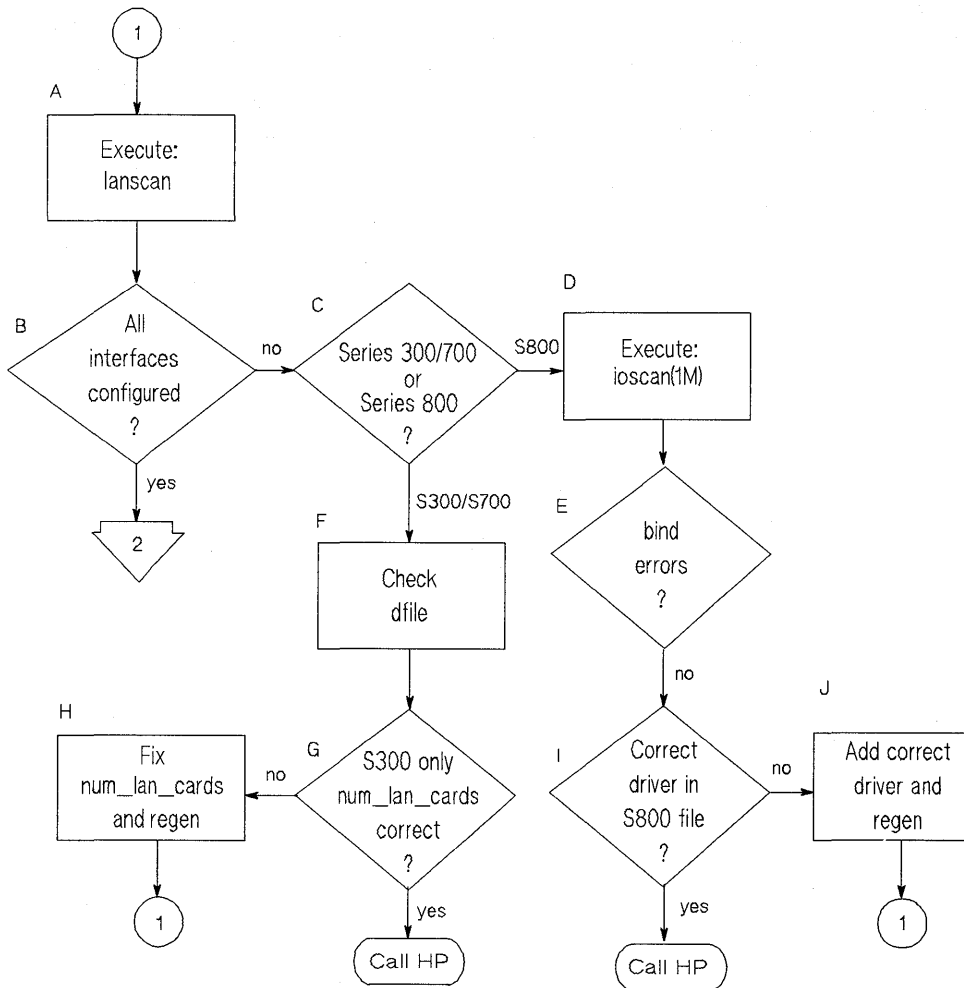 1
A
Execute:
lanscan
B
All
interfaces
configured
?
no
yes
2
C
Series 300/700
or
Series 800
?
S800
S300/S700
D
Execute:
ioscan(1M)
E
bind
errors
?
no
F
Check
dfile
G
S300 only
num_lan_cards
correct
?
no
yes
Call HP
H
Fix
num_lan_cards
and regen
1
I
Correct
driver in
S800 file
?
no
yes
Call HP
J
Add correct
driver and
regen
1